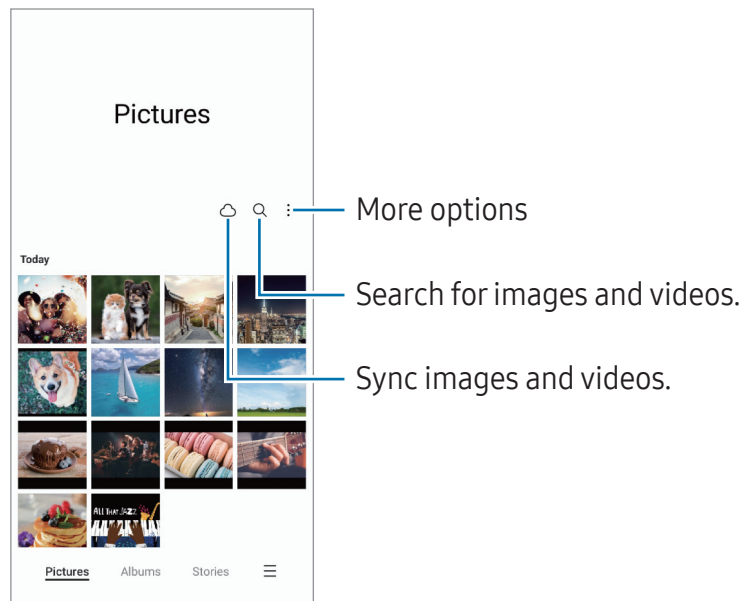 Pictures
More options
Today
Search for images and videos.
Sync images and videos.
ALL THAT JAZZ
Pictures Albums Stories